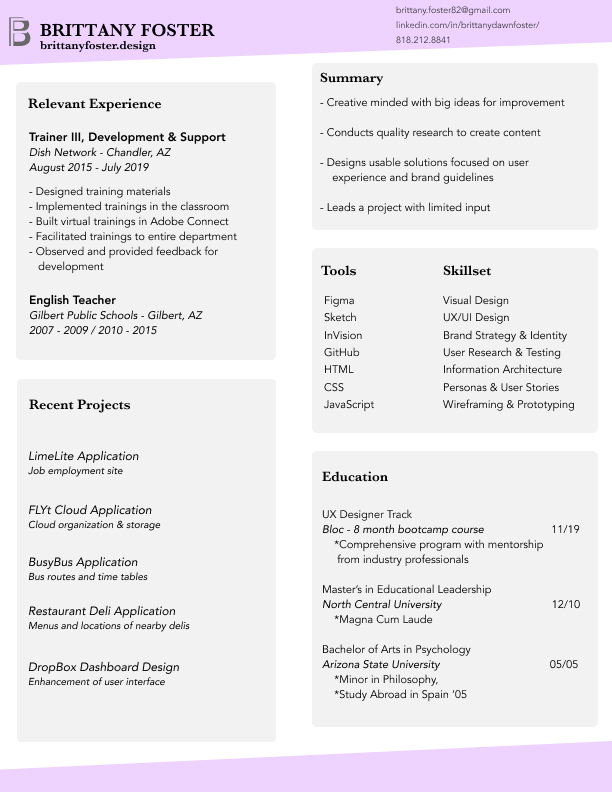 BRITTANY FOSTER
brittanyfoster.design
brittany.foster82@gmail.com
linkedin.com/in/brittanydawnfoster/
818.212.8841
Relevant Experience
Trainer III, Development & Support
Dish Network - Chandler, AZ
August 2015 - July 2019
- Designed training materials
- Implemented trainings in the classroom
- Built virtual trainings in Adobe Connect
- Facilitated trainings to entire department
- Observed and provided feedback for
development
English Teacher
Gilbert Public Schools - Gilbert, AZ
2007 - 2009 / 2010 - 2015
Recent Projects
LimeLite Application
Job employment site
FLYt Cloud Application
Cloud organization & storage
BusyBus Application
Bus routes and time tables
Restaurant Deli Application
Menus and locations of nearby delis
DropBox Dashboard Design
Enhancement of user interface
Summary
- Creative minded with big ideas for improvement
- Conducts quality research to create content
- Designs usable solutions focused on user
experience and brand guidelines
- Leads a project with limited input
Tools
Figma
Sketch
InVision
GitHub
HTML
CSS
JavaScript
Skillset
Visual Design
UX/UI Design
Brand Strategy & Identity
User Research & Testing
Information Architecture
Personas & User Stories
Wireframing & Prototyping
Education
UX Designer Track
Bloc - 8 month bootcamp course 11/19
*Comprehensive program with mentorship
from industry professionals
Master's in Educational Leadership
North Central University 12/10
*Magna Cum Laude
Bachelor of Arts in Psychology
Arizona State University 05/05
*Minor in Philosophy,
*Study Abroad in Spain '05